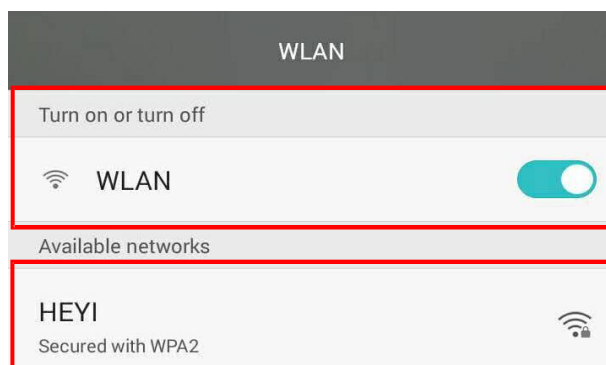 WLAN
Turn on or turn off
WLAN
Available networks
HEYI
Secured with WPA2